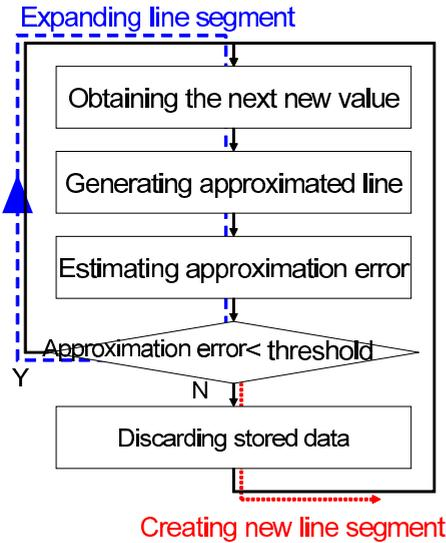 Expanding line segment
Obtaining the next new value
Generating approximated line
Estimating approximation error
Approximation error< threshold
Y
N
Discarding stored data
Creating new line segment